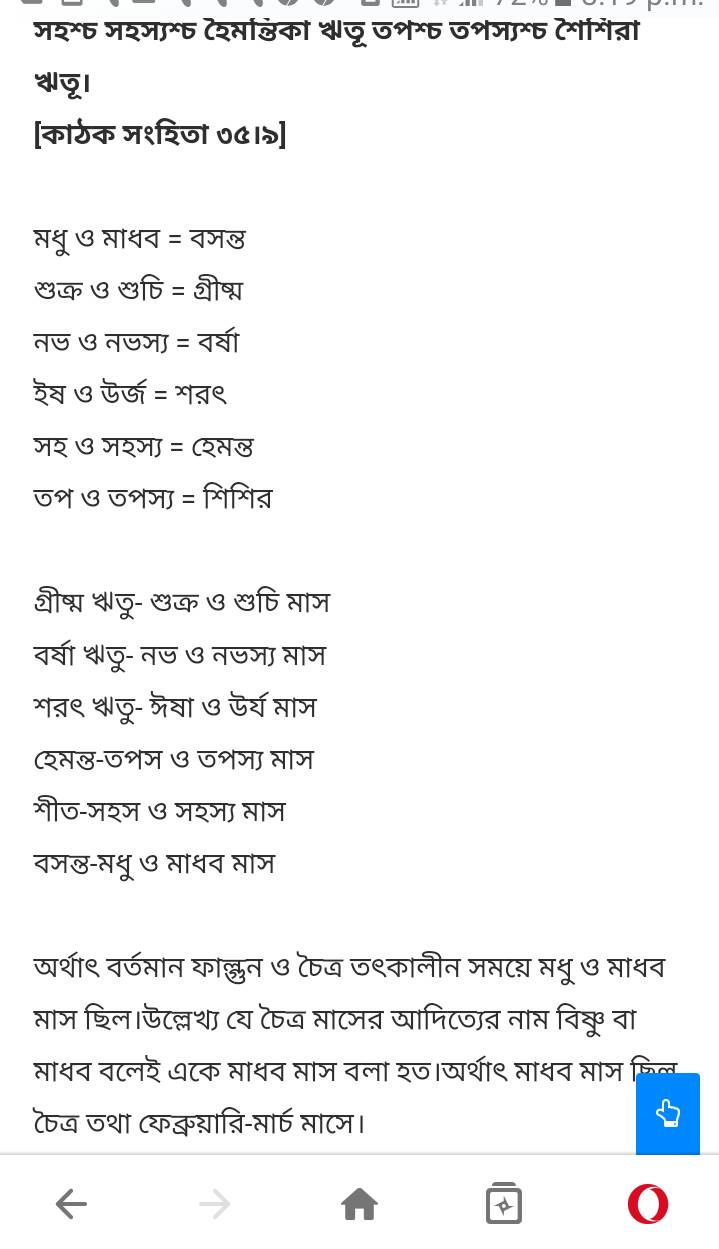 সহশ্চ সহস্যশ্চ হৈমন্তিকা ঋতূ তপশ্চ তপস্যশ্চ শৈশিরা
ঋতূ।
[কাঠক সংহিতা ৩৫।৯]
মধু ও মাধব = বসন্ত
শুক্র ও শুচি = গ্রীষ্ম
নভ ও নভস্য = বর্ষা
ইষ ও উর্জ = শরৎ
সহ ও সহস্য = হেমন্ত
তপ ও তপস্য = শিশির
গ্রীষ্ম ঋতু- শুক্র ও শুচি মাস
বর্ষা ঋতু- নভ ও নভস্য মাস
শরৎ ঋতু- ঈষা ও উর্য মাস
হেমন্ত-তপস ও তপস্য মাস
শীত-সহস ও সহস্য মাস
বসন্ত-মধু ও মাধব মাস
অর্থাৎ বর্তমান ফাল্গুন ও চৈত্র তৎকালীন সময়ে মধু ও মাধব
মাস ছিল।উল্লেখ্য যে চৈত্র মাসের আদিত্যের নাম বিষ্ণু বা
মাধব বলেই একে মাধব মাস বলা হত।অর্থাৎ মাধব মাস ছিল
চৈত্র তথা ফেব্রুয়ারি-মার্চ মাসে।